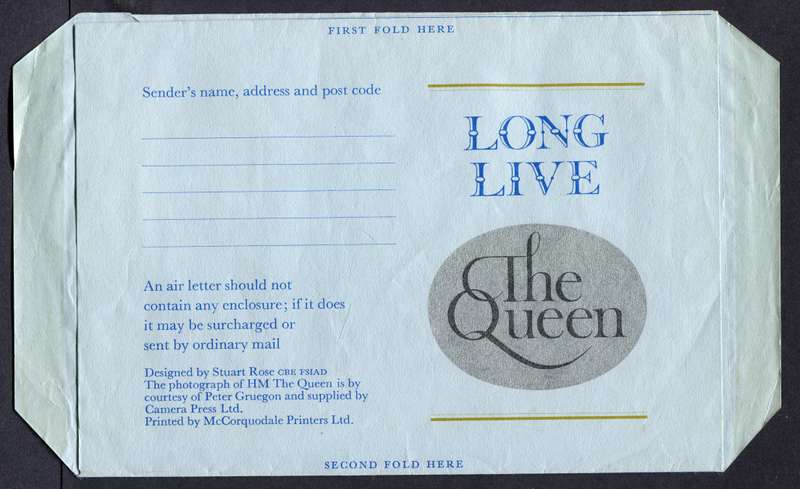 FIRST FOLD HERE
Sender's name, address and post code
An air letter should not
contain any enclosure; if it does
it may be surcharged or
sent by ordinary mail
Designed by Stuart Rose CBE FSIAD
The photograph of HM The Queen is by
courtesy of Peter Gruegon and supplied by
Camera Press Ltd.
Printed by McCorquodale Printers Ltd.
LONG
LIVE
The
Queen
SECOND FOLD HERE